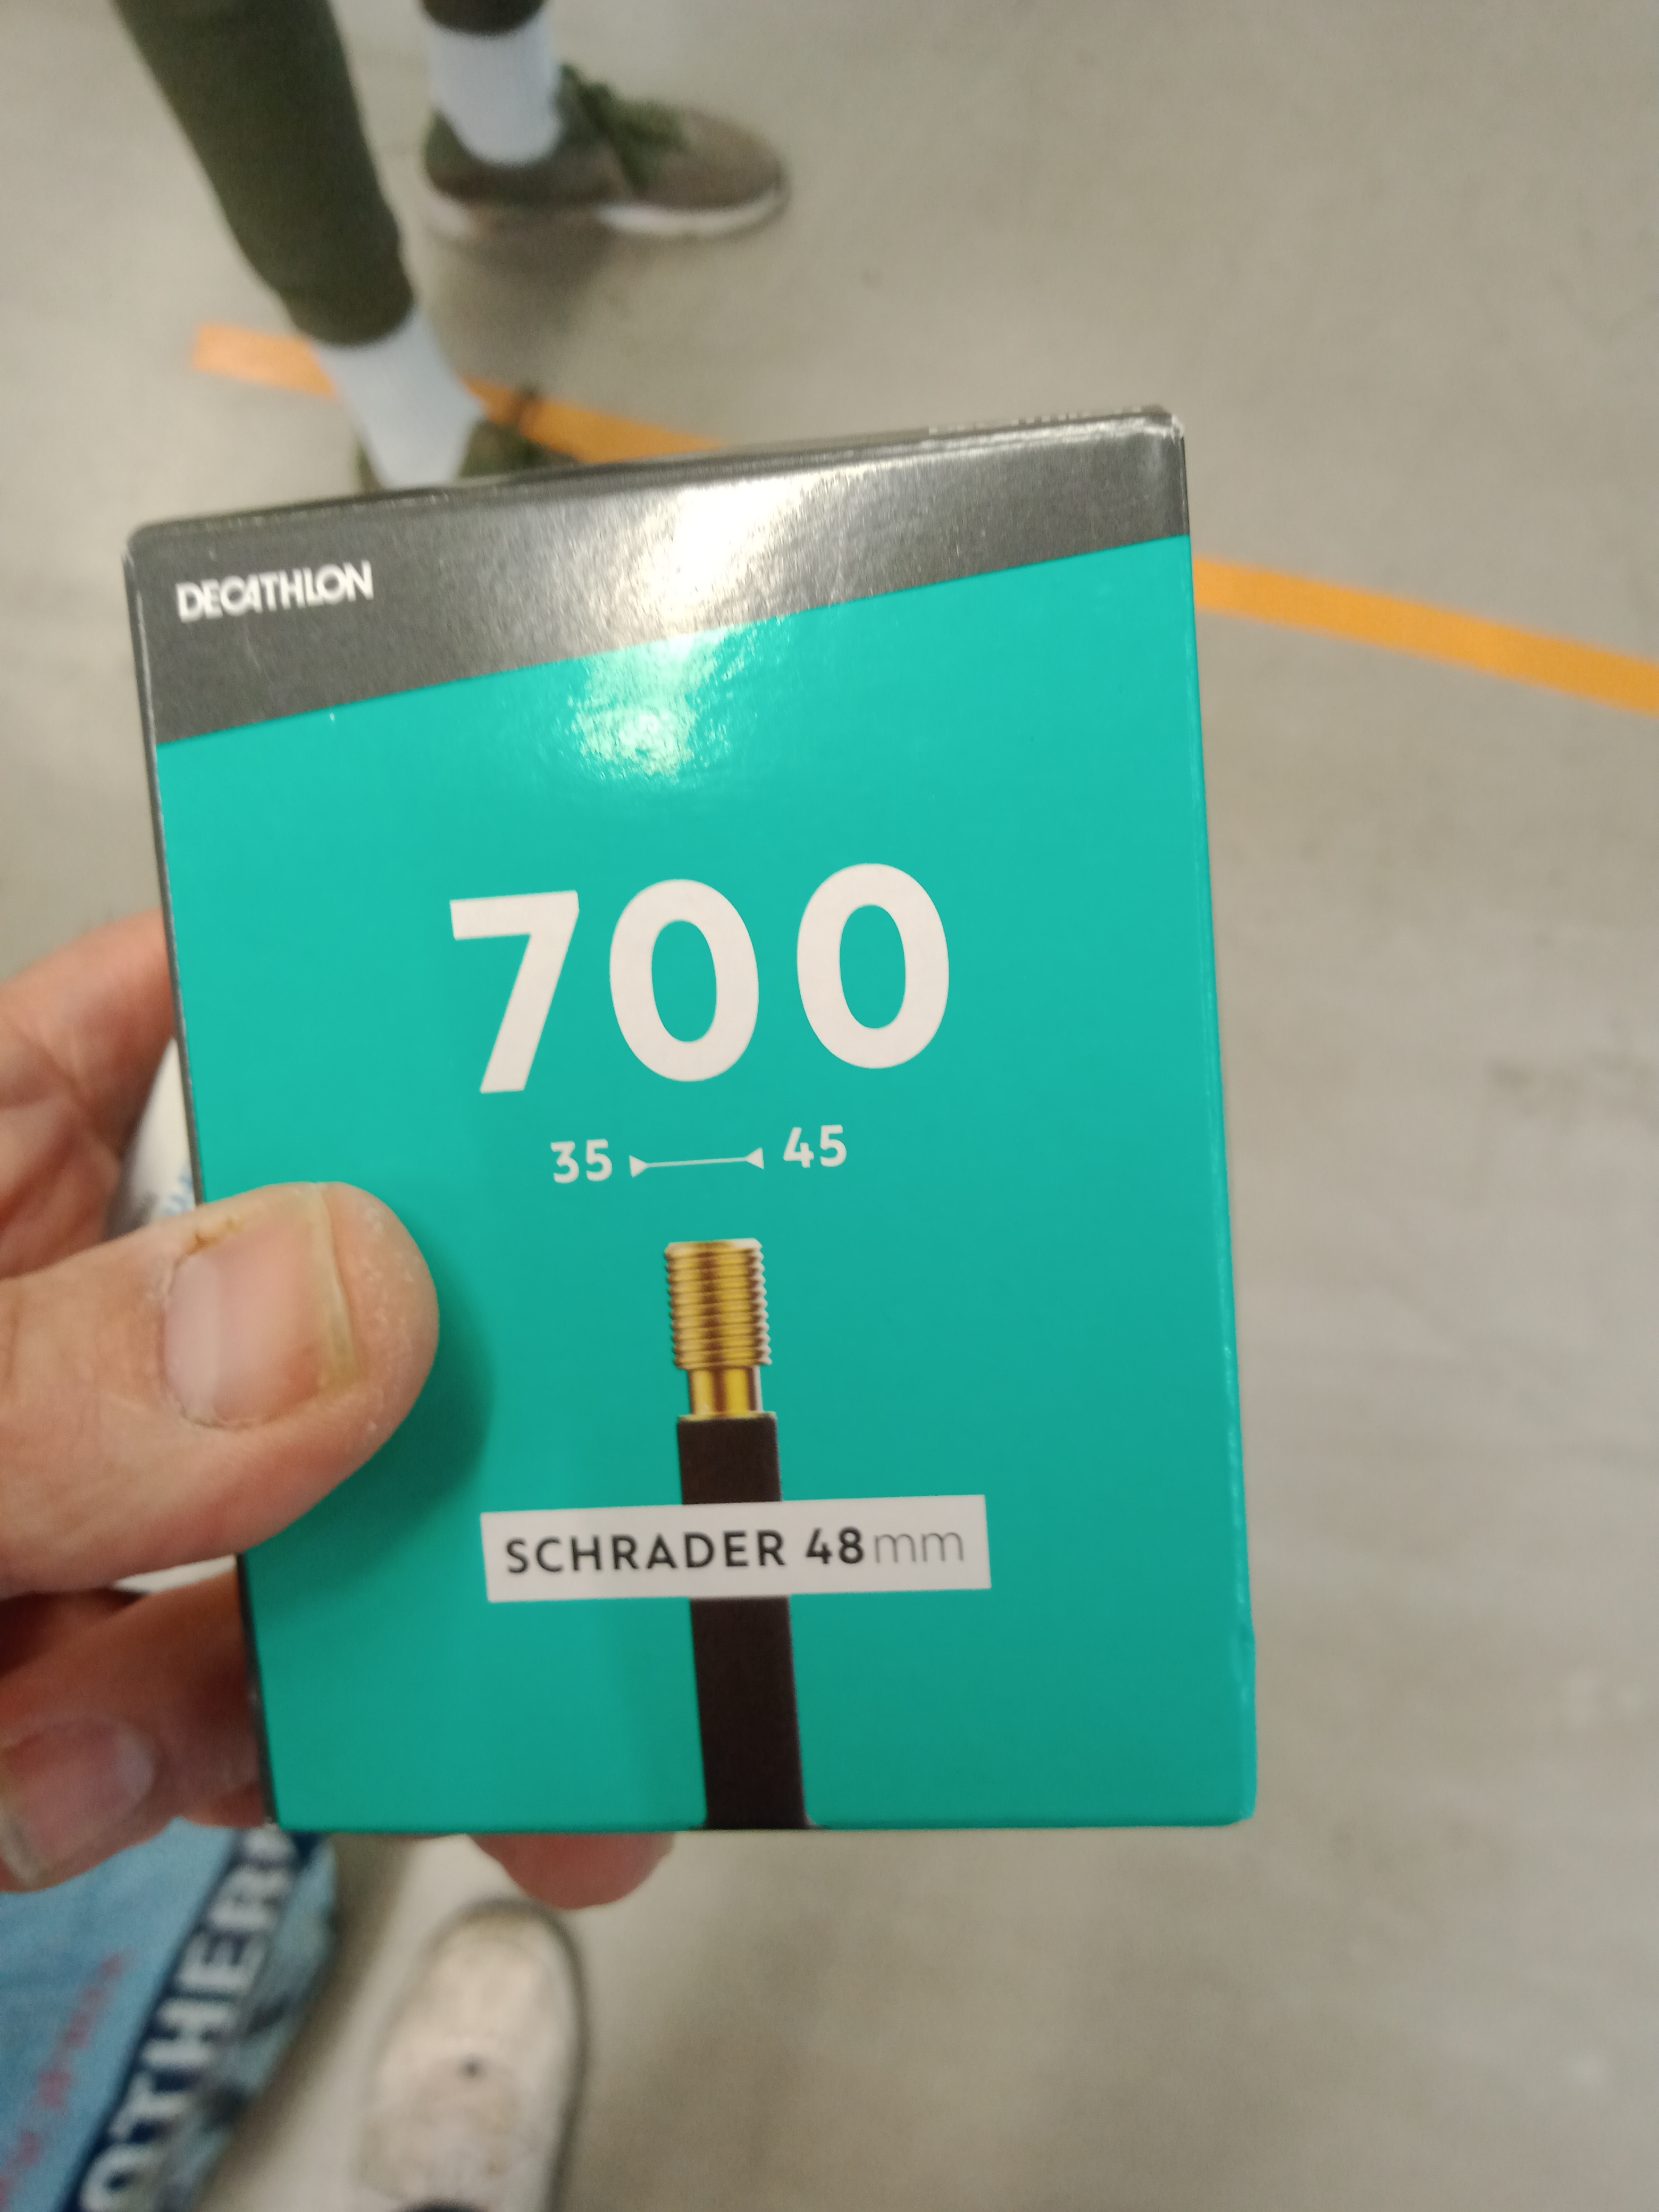 DECATHLON
700
35 45
SCHRADER 48mm